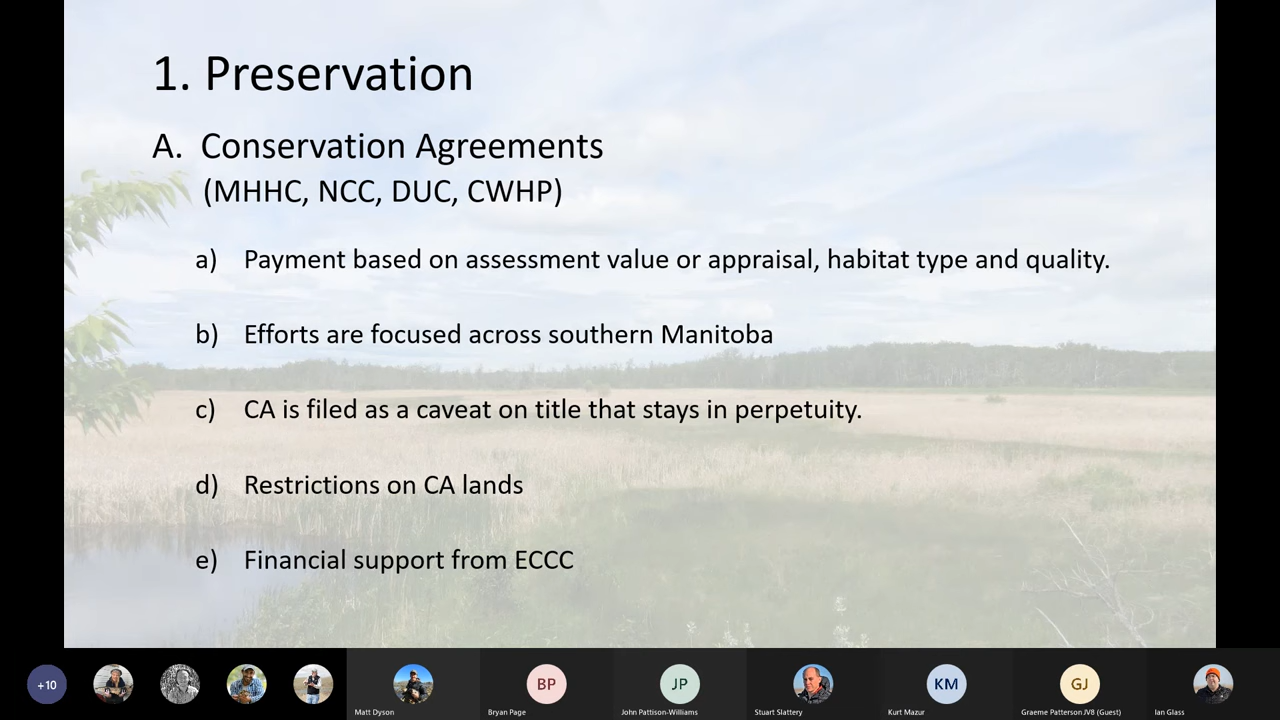 1. Preservation
A. Conservation Agreements
(MHHC, NCC, DUC, CWHP)
a) Payment based on assessment value or appraisal, habitat type and quality.
b) Efforts are focused across southern Manitoba
c) CA is filed as a caveat on title that stays in perpetuity.
d) Restrictions on CA lands
e) Financial support from ECCC
+10
BP
JP
KM
GJ
Matt Dyson
Bryan Page
John Pattison-Williams
Stuart Slattery
Kurt Mazur
Graeme Patterson JV8 (Guest)
Ian Glass